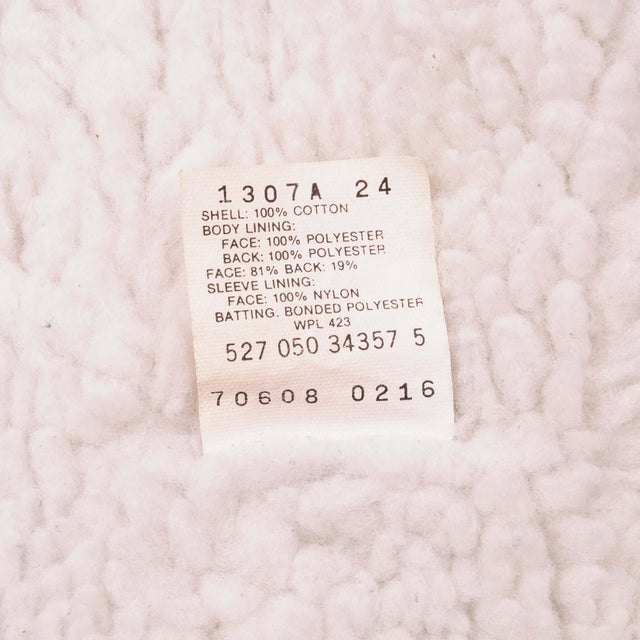 1307A 24
SHELL: 100% COTTON
BODY LINING:
FACE: 100% POLYESTER
BACK: 100% POLYESTER
FACE: 81% BACK: 19%
SLEEVE LINING:
FACE: 100% NYLON
BATTING. BONDED POLYESTER
WPL 423
527 050 34357 5
70608 0216